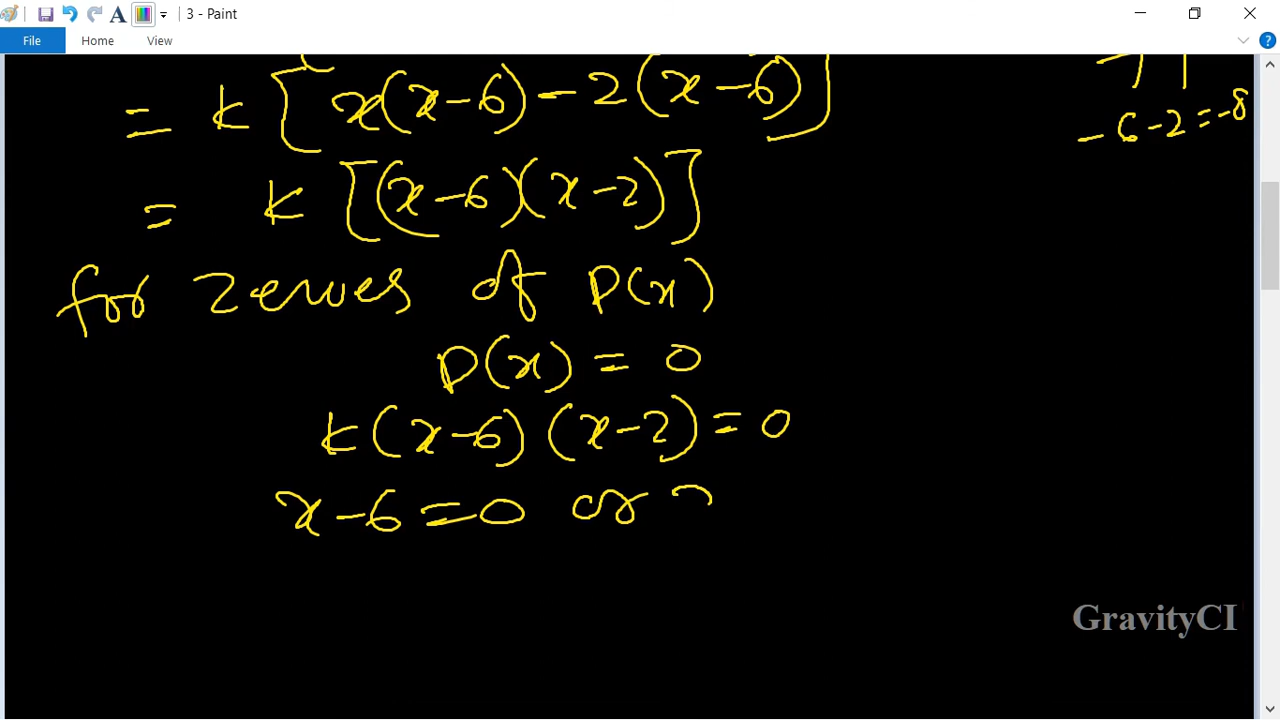 3 - Paint
File Home View
= k [x(x-6)-2(x-6)]
-6-2=-8
= k [(x-6)(x-2)]
for zeroes of P(x)
P(x) = 0
k(x-6)(x-2)=0
x-6=0 or
GravityCI